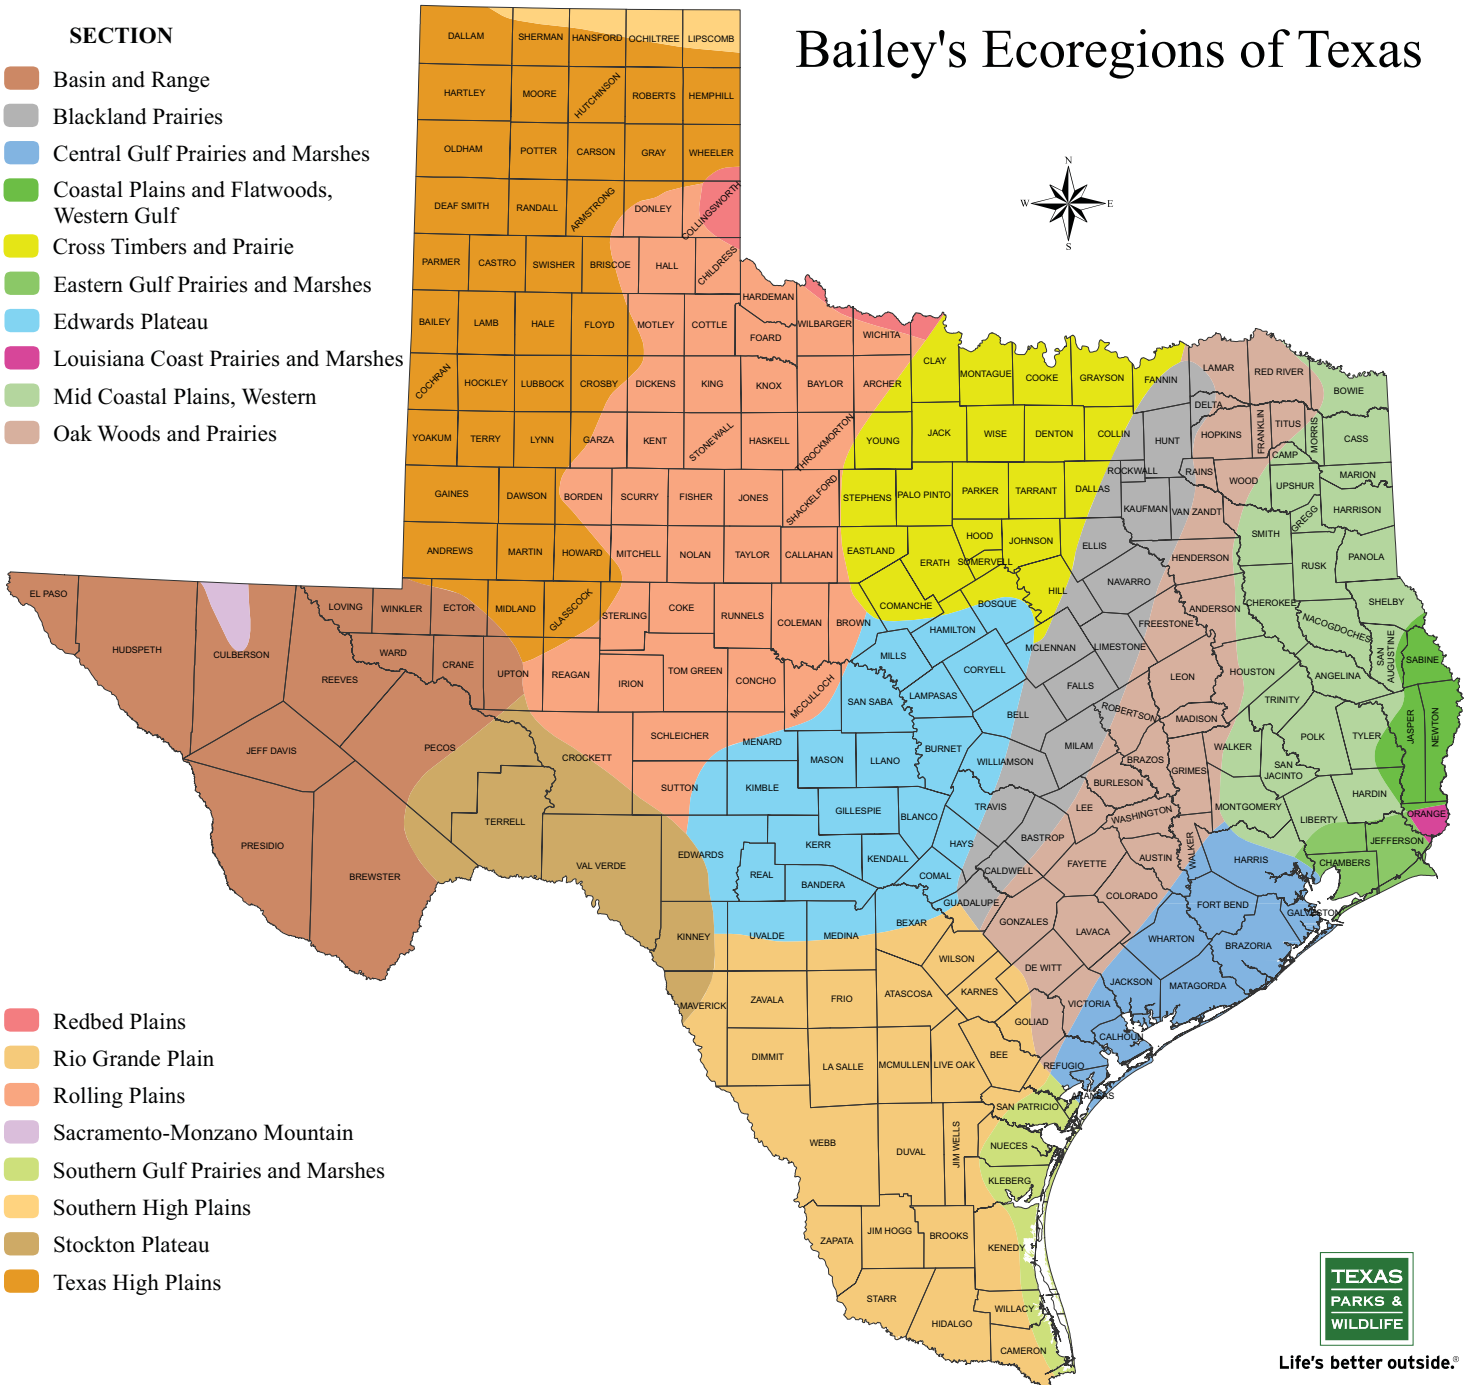 Bailey's Ecoregions of Texas
SECTION
Basin and Range
Blackland Prairies
Central Gulf Prairies and Marshes
Coastal Plains and Flatwoods,
Western Gulf
Cross Timbers and Prairie
Eastern Gulf Prairies and Marshes
Edwards Plateau
Louisiana Coast Prairies and Marshes
Mid Coastal Plains, Western
Oak Woods and Prairies
Redbed Plains
Rio Grande Plain
Rolling Plains
Sacramento-Monzano Mountain
Southern Gulf Prairies and Marshes
Southern High Plains
Stockton Plateau
Texas High Plains
N
W
E
S
DALLAM
SHERMAN
HANSFORD
OCHILTREE
LIPSCOMB
HARTLEY
MOORE
HUTCHINSON
ROBERTS
HEMPHILL
OLDHAM
POTTER
CARSON
GRAY
WHEELER
DEAF SMITH
RANDALL
ARMSTRONG
DONLEY
COLLINGSWORTH
PARMER
CASTRO
SWISHER
BRISCOE
HALL
CHILDRESS
BAILEY
LAMB
HALE
FLOYD
MOTLEY
COTTLE
HARDEMAN
FOARD
WILBARGER
WICHITA
CLAY
MONTAGUE
COOKE
GRAYSON
FANNIN
LAMAR
RED RIVER
BOWIE
COCHRAN
HOCKLEY
LUBBOCK
CROSBY
DICKENS
KING
KNOX
BAYLOR
ARCHER
DELTA
YOAKUM
TERRY
LYNN
GARZA
KENT
STONEWALL
HASKELL
THROCKMORTON
YOUNG
JACK
WISE
DENTON
COLLIN
HUNT
HOPKINS
FRANKLIN
TITUS
MORRIS
CASS
CAMP
GAINES
DAWSON
BORDEN
SCURRY
FISHER
JONES
SHACKELFORD
STEPHENS
PALO PINTO
PARKER
TARRANT
DALLAS
ROCKWALL
KAUFMAN
RAINS
VAN ZANDT
WOOD
UPSHUR
MARION
GREGG
HARRISON
ANDREWS
MARTIN
HOWARD
MITCHELL
NOLAN
TAYLOR
CALLAHAN
EASTLAND
ERATH
HOOD
SOMERVELL
JOHNSON
ELLIS
HENDERSON
SMITH
RUSK
PANOLA
EL PASO
HUDSPETH
CULBERSON
LOVING
WINKLER
ECTOR
MIDLAND
GLASSCOCK
STERLING
COKE
RUNNELS
COLEMAN
BROWN
COMANCHE
BOSQUE
HILL
NAVARRO
ANDERSON
CHEROKEE
NACOGDOCHES
SHELBY
HAMILTON
MILLS
FREESTONE
MCLENNAN
LIMESTONE
SAN
AUGUSTINE
SABINE
REEVES
WARD
CRANE
UPTON
REAGAN
IRION
TOM GREEN
CONCHO
MCCULLOCH
SAN SABA
LAMPASAS
CORYELL
FALLS
LEON
HOUSTON
ANGELINA
TRINITY
BELL
ROBERTSON
MADISON
JASPER
NEWTON
JEFF DAVIS
PECOS
CROCKETT
SCHLEICHER
MENARD
MASON
LLANO
BURNET
WILLIAMSON
MILAM
BRAZOS
GRIMES
WALKER
SAN
JACINTO
POLK
TYLER
HARDIN
SUTTON
KIMBLE
GILLESPIE
BLANCO
TRAVIS
BURLESON
LEE
WASHINGTON
MONTGOMERY
LIBERTY
ORANGE
JEFFERSON
CHAMBERS
PRESIDIO
BREWSTER
TERRELL
VAL VERDE
EDWARDS
KERR
REAL
BANDERA
KENDALL
HAYS
COMAL
BASTROP
CALDWELL
FAYETTE
AUSTIN
WALKER
HARRIS
KINNEY
UVALDE
MEDINA
BEXAR
GUADALUPE
GONZALES
COLORADO
LAVACA
FORT BEND
GALVESTON
WHARTON
BRAZORIA
MAVERICK
ZAVALA
FRIO
ATASCOSA
WILSON
KARNES
DE WITT
JACKSON
MATAGORDA
VICTORIA
GOLIAD
CALHOUN
DIMMIT
LA SALLE
MCMULLEN
LIVE OAK
BEE
REFUGIO
ARANSAS
SAN PATRICIO
WEBB
DUVAL
JIM WELLS
NUECES
KLEBERG
ZAPATA
JIM HOGG
BROOKS
KENEDY
STARR
HIDALGO
WILLACY
CAMERON
TEXAS
PARKS &
WILDLIFE
Life's better outside.®